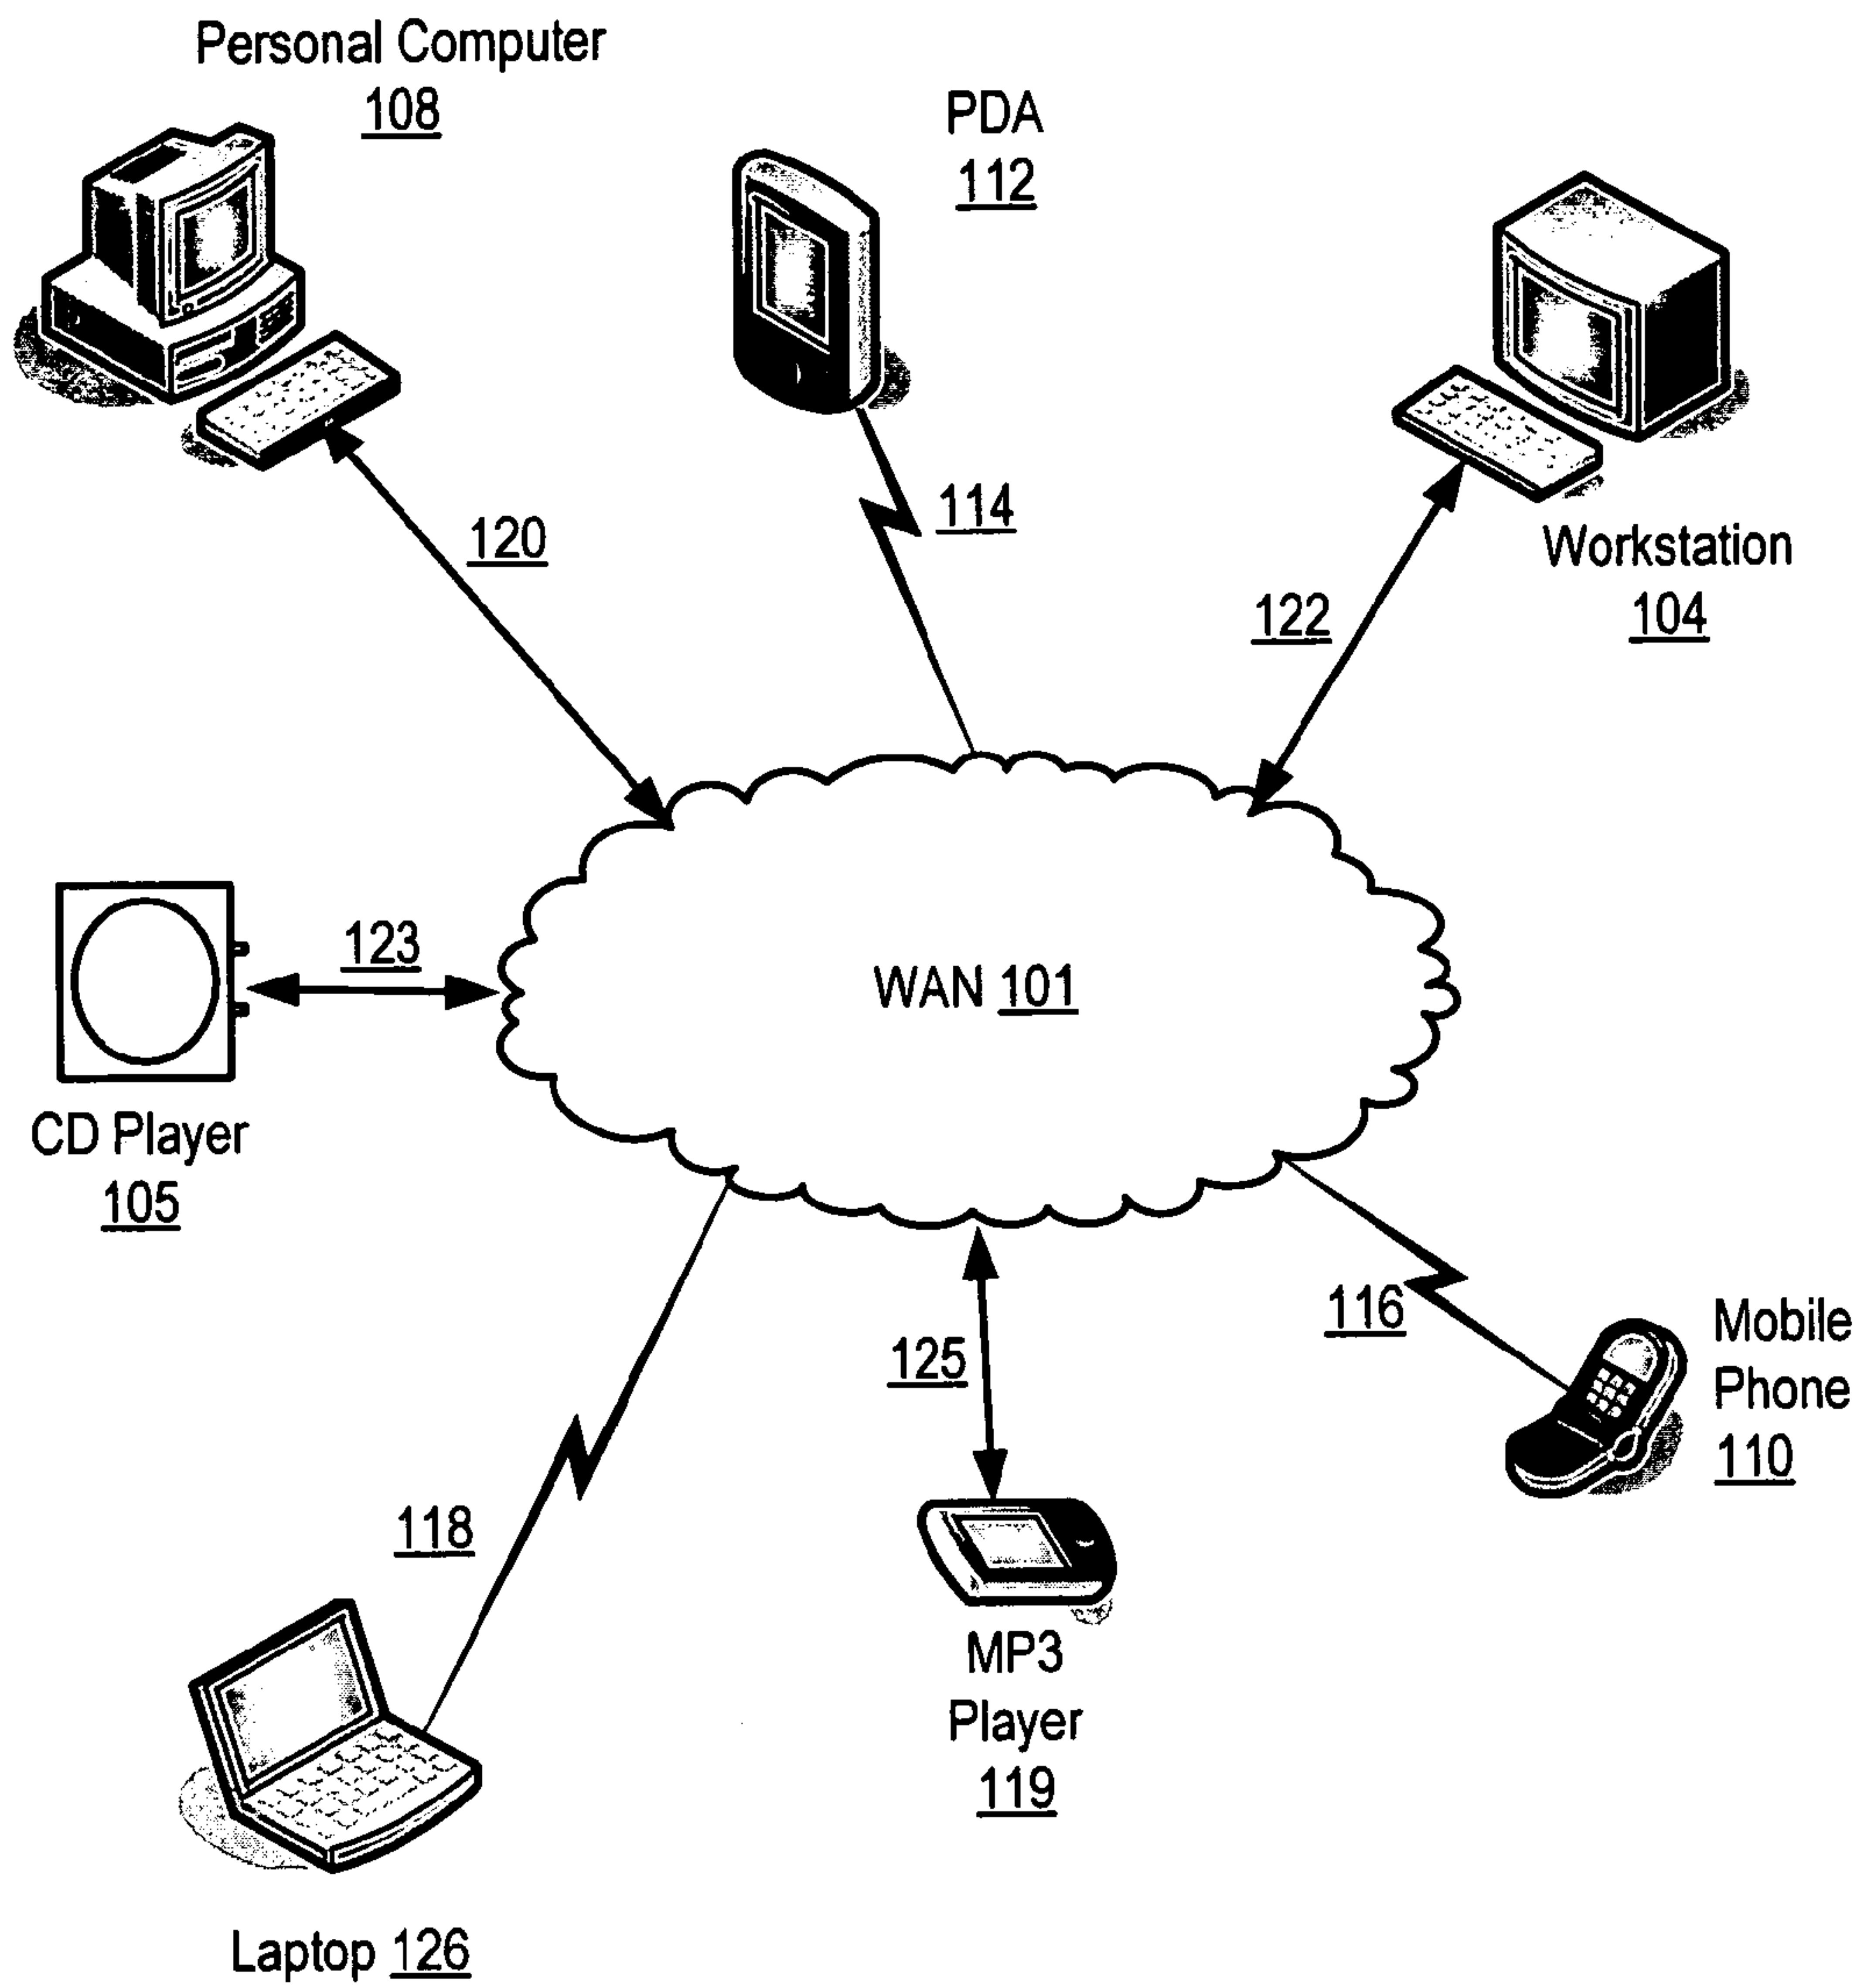 Personal Computer
108
PDA
112
114
120
Workstation
104
122
123
WAN 101
CD Player
105
116
Mobile
Phone
110
125
118
MP3
Player
119
Laptop 126